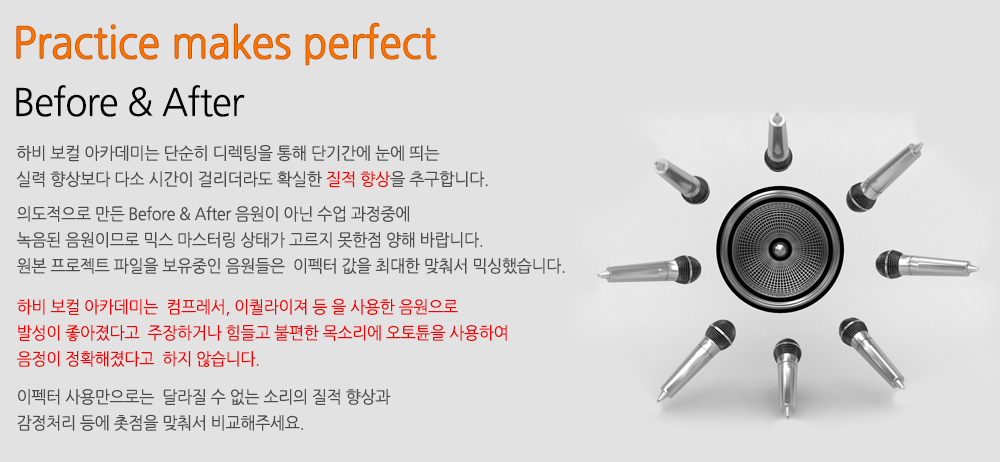 Practice makes perfect
Before & After
하비 보컬 아카데미는 단순히 디렉팅을 통해 단기간에 눈에 띄는
실력 향상보다 다소 시간이 걸리더라도 확실한 질적 향상을 추구합니다.
의도적으로 만든 Before & After 음원이 아닌 수업 과정중에
녹음된 음원이므로 믹스 마스터링 상태가 고르지 못한점 양해 바랍니다.
원본 프로젝트 파일을 보유중인 음원들은 이펙터 값을 최대한 맞춰서 믹싱했습니다.
하비 보컬 아카데미는 컴프레서, 이퀄라이져 등 을 사용한 음원으로
발성이 좋아졌다고 주장하거나 힘들고 불편한 목소리에 오토튠을 사용하여
음정이 정확해졌다고 하지 않습니다.
이펙터 사용만으로는 달라질 수 없는 소리의 질적 향상과
감정처리 등에 촛점을 맞춰서 비교해주세요.